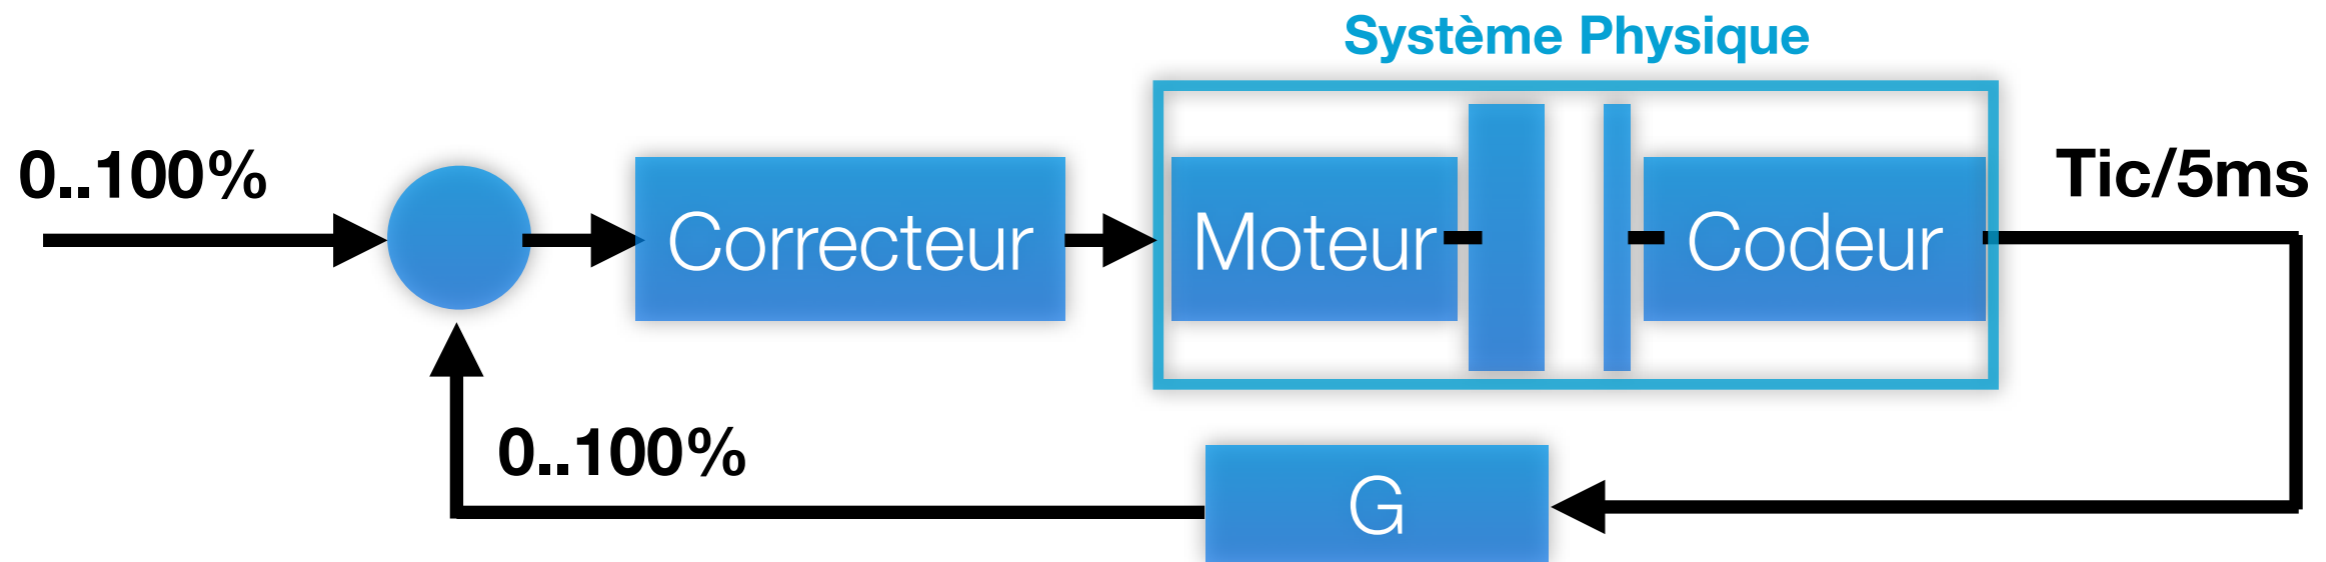 Système Physique
0..100%
Correcteur
Moteur
Codeur
Tic/5ms
0..100%
G